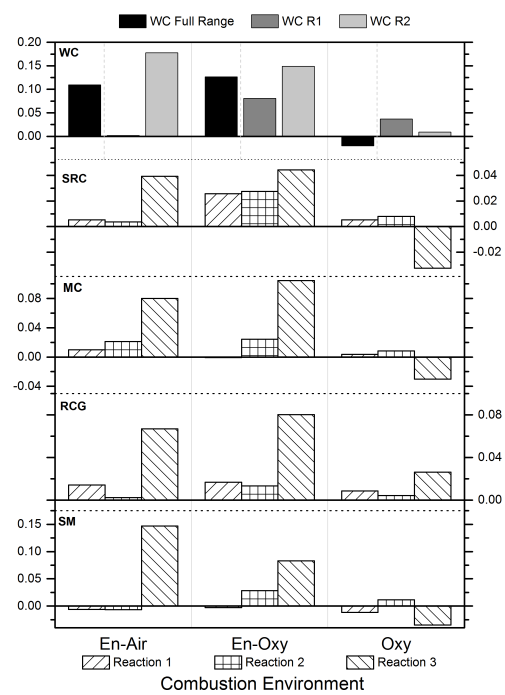 WC Full Range WC R1 WC R2
WC
0.20
0.15
0.10
0.05
0.00
SRC
0.04
0.02
0.00
-0.02
MC
0.08
0.04
0.00
-0.04
RCG
0.08
0.04
0.00
SM
0.15
0.10
0.05
0.00
En-Air En-Oxy Oxy
Reaction 1 Reaction 2 Reaction 3
Combustion Environment